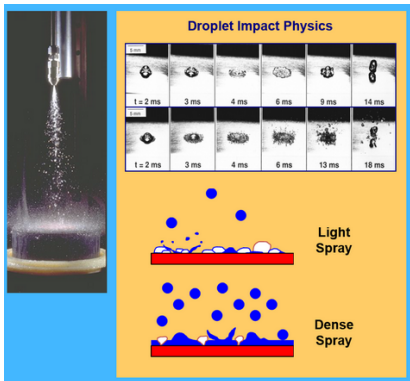 Droplet Impact Physics
t = 2 ms 3 ms 4 ms 6 ms 9 ms 14 ms
t = 2 ms 3 ms 4 ms 6 ms 13 ms 18 ms
Light
Spray
Dense
Spray